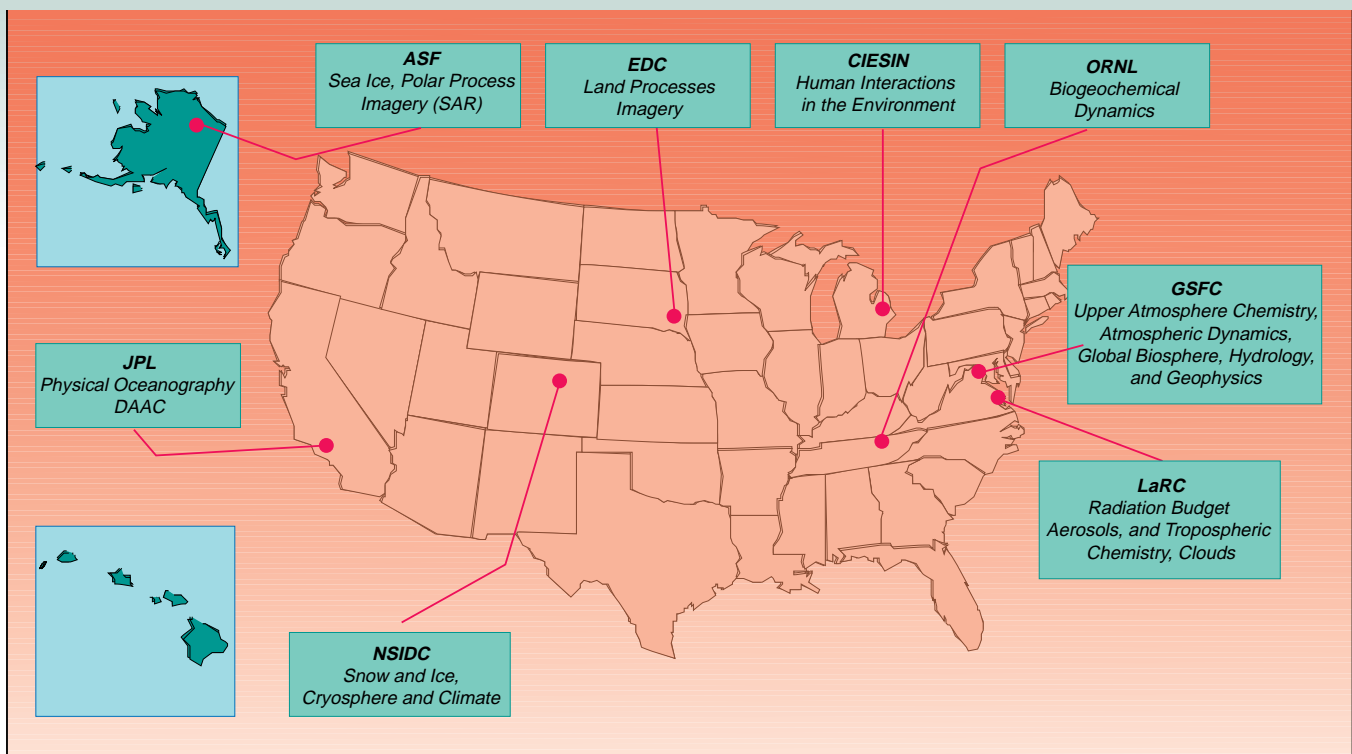 ASF
Sea Ice, Polar Process
Imagery (SAR)
EDC
Land Processes
Imagery
CIESIN
Human Interactions
in the Environment
ORNL
Biogeochemical
Dynamics
GSFC
Upper Atmosphere Chemistry,
Atmospheric Dynamics,
Global Biosphere, Hydrology,
and Geophysics
JPL
Physical Oceanography
DAAC
LaRC
Radiation Budget
Aerosols, and Tropospheric
Chemistry, Clouds
NSIDC
Snow and Ice,
Cryosphere and Climate